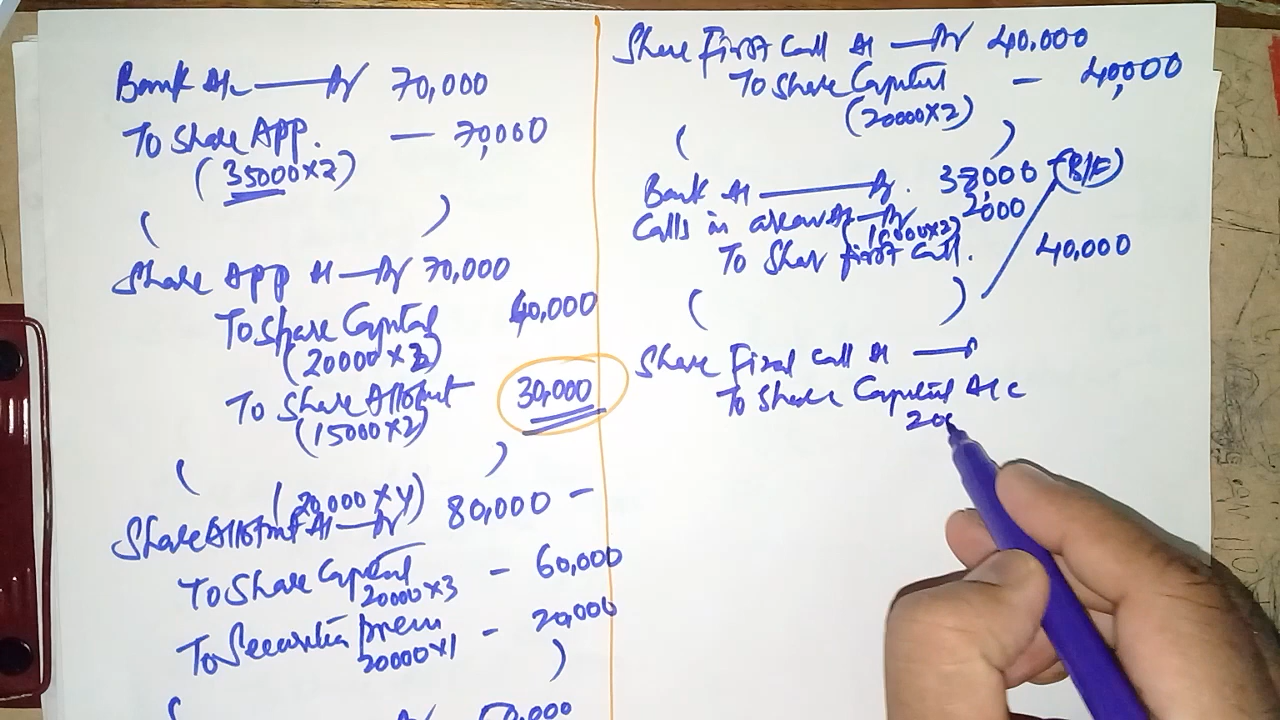 Bank A/c Dr 70,000
To Share App. — 70,000
(35000×2)
( )
Share App A/c Dr 70,000
To Share Capital 40,000
(20000×2)
To Share Allotment 30,000
(15000×2)
( )
(20,000×4)
Share Allotmt A/c Dr 80,000 –
To Share Capital – 60,000
20000×3
To Securities prem – 20,000
20000×1
)
Share First Call A/c Dr 40,000
To Share Capital – 40,000
(20000×2)
( )
Bank A/c Dr. 38,000 (B/F)
Calls in arear A/c Dr 2,000
(1000×2)
To Share first Call. 40,000
( )
Share Final Call A/c
To Share Capital A/c
200